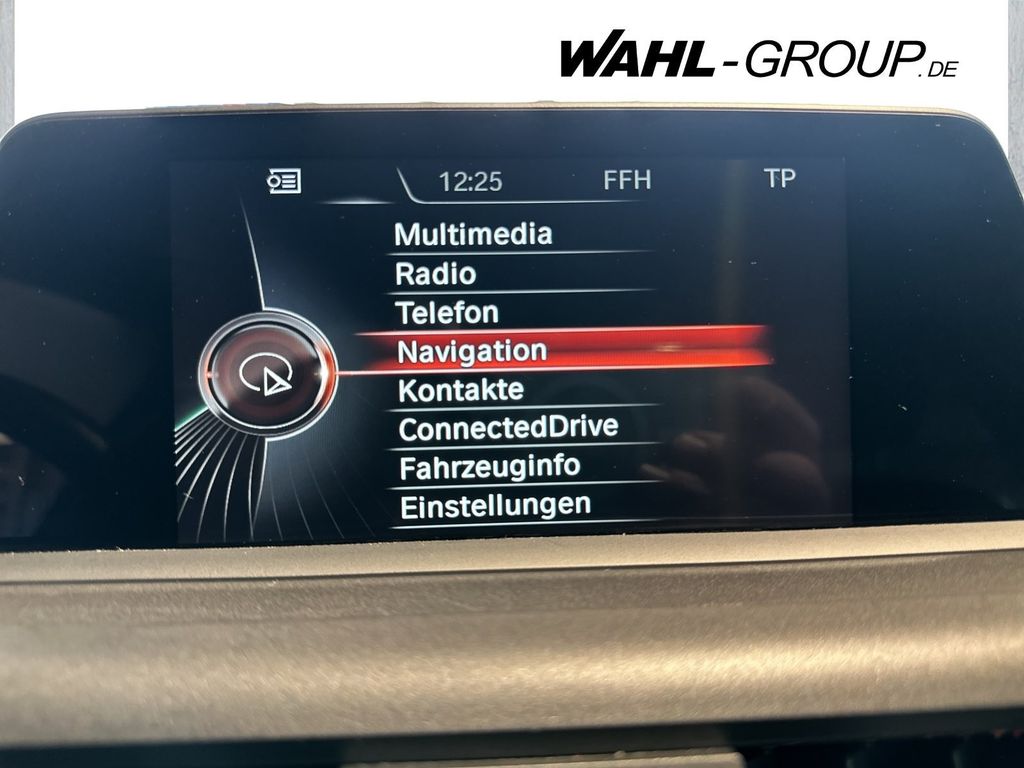 WAHL-GROUP.DE
12:25 FFH TP
Multimedia
Radio
Telefon
Navigation
Kontakte
ConnectedDrive
Fahrzeuginfo
Einstellungen